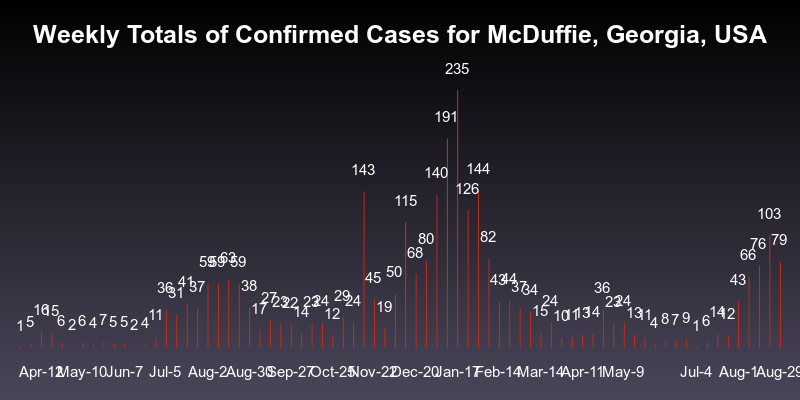 Weekly Totals of Confirmed Cases for McDuffie, Georgia, USA
1 5 16 15 6 2 6 4 7 5 5 2 4 11 36 31 41 37 59 59 63 59 38 17 27 23 22 14 23 24 12 29 24 143 45 19 50 115 68 80 140 191 235 126 144 82 43 44 37 34 15 24 10 11 13 14 36 23 24 13 11 4 8 7 9 1 6 14 12 43 66 76 103 79
Apr-12 May-10 Jun-7 Jul-5 Aug-2 Aug-30 Sep-27 Oct-25 Nov-22 Dec-20 Jan-17 Feb-14 Mar-14 Apr-11 May-9 Jul-4 Aug-1 Aug-29